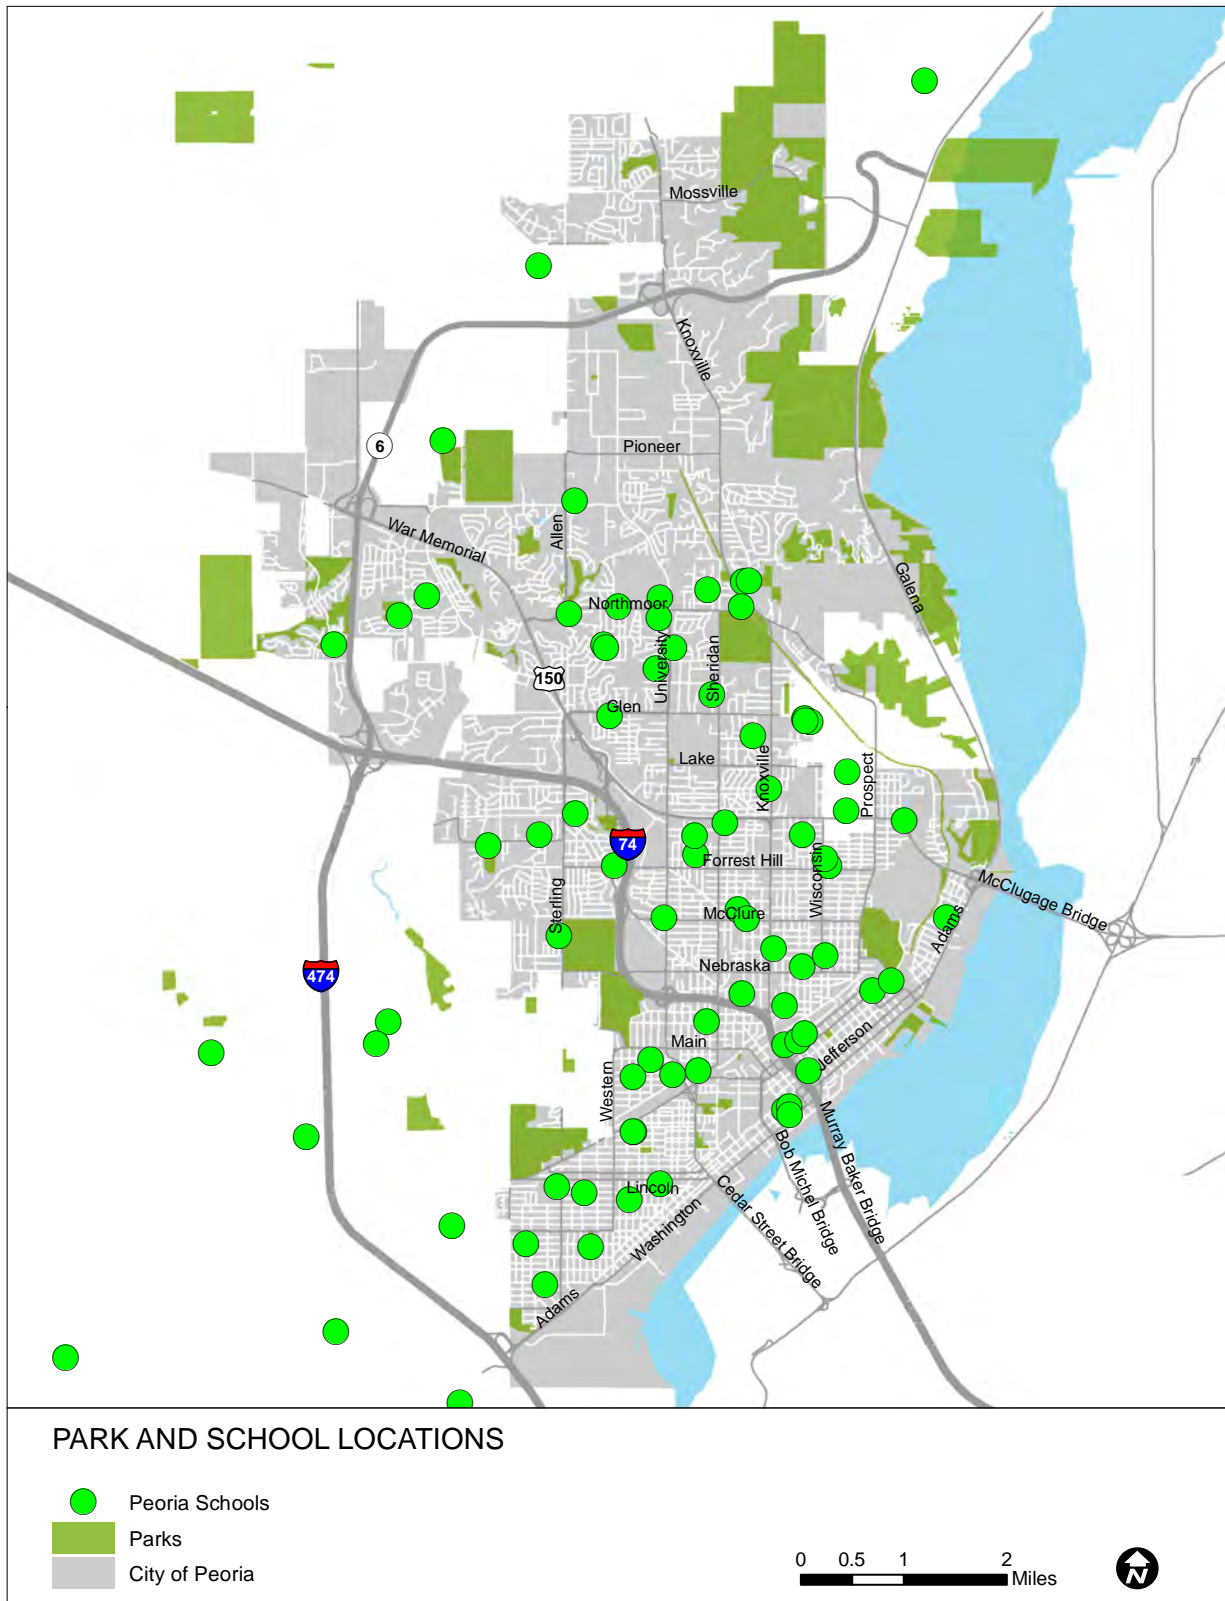 Mossville
Knoxville
6
Pioneer
War Memorial
Allen
Galena
Northmoor
University
Sheridan
150
Glen
Lake
Knoxville
Prospect
74
Forrest Hill
Wisconsin
McClugage Bridge
Sterling
McClure
Adams
Nebraska
474
Main
Jefferson
Western
Murray Baker Bridge
Bob Michel Bridge
Lincoln
Cedar Street Bridge
Washington
Adams
PARK AND SCHOOL LOCATIONS
Peoria Schools
Parks
City of Peoria
0 0.5 1 2
Miles
N